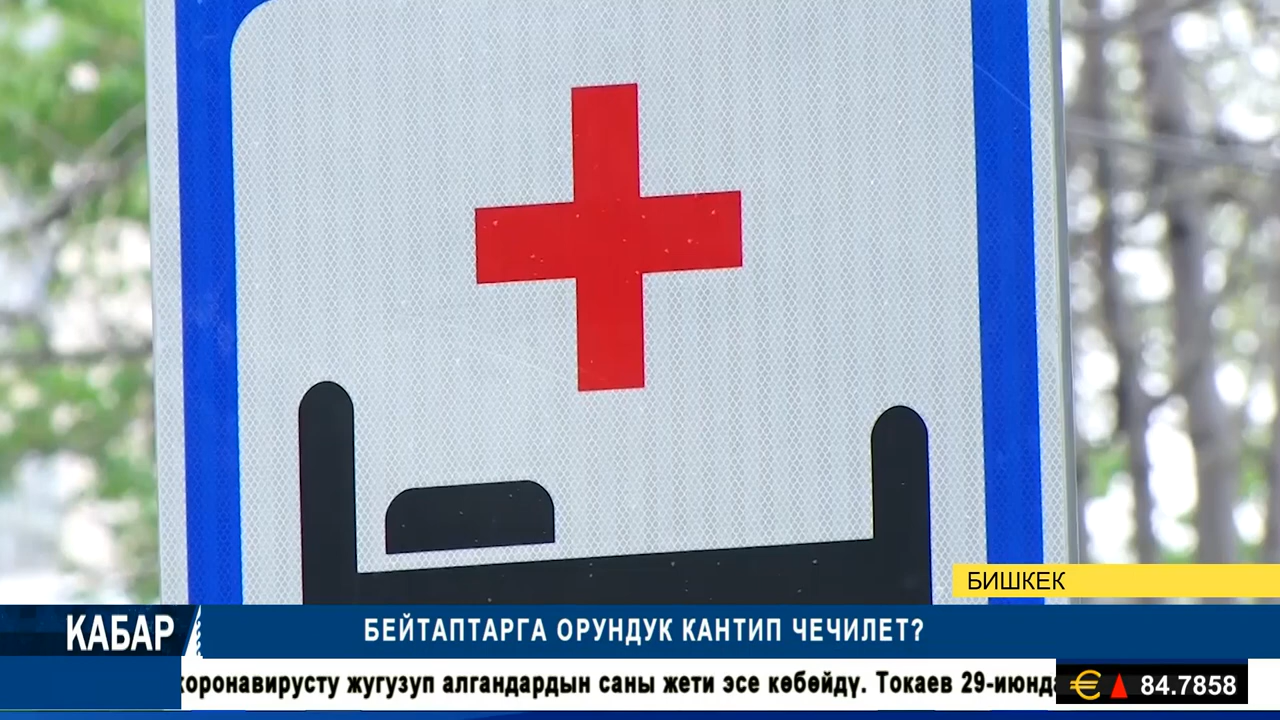 БИШКЕК
КАБАР
БЕЙТАПТАРГА ОРУНДУК КАНТИП ЧЕЧИЛЕТ?
коронавирусту жугузуп алгандардын саны жети эсе көбөйдү. Токаев 29-июнда
€ 84.7858